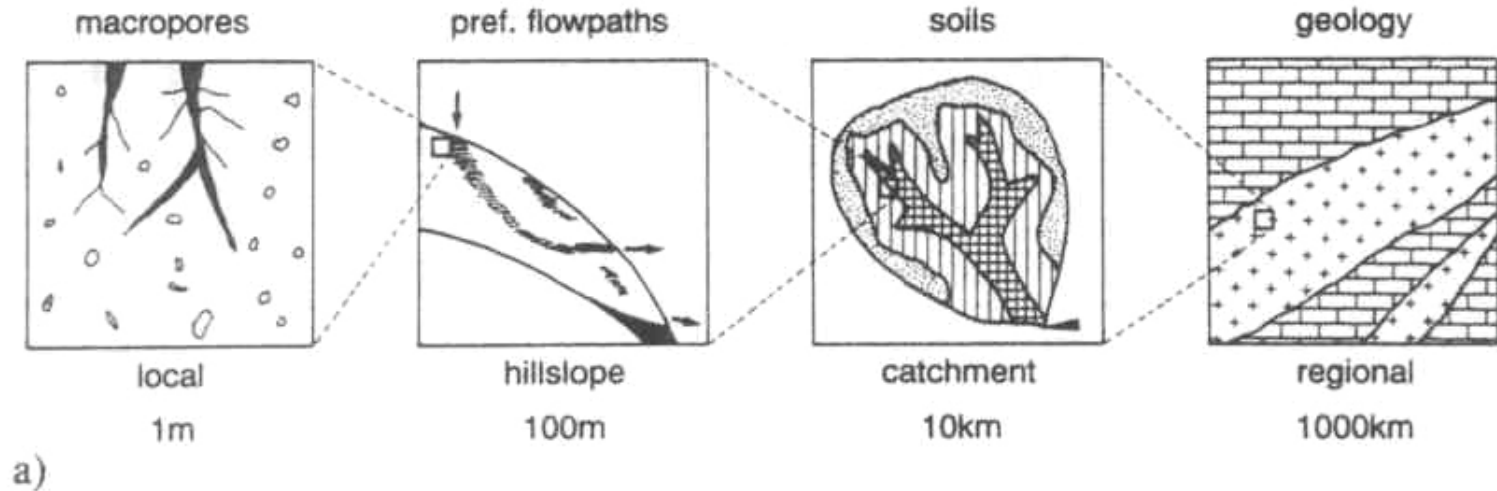 macropores pref. flowpaths soils geology
local hillslope catchment regional
1m 100m 10km 1000km
a)